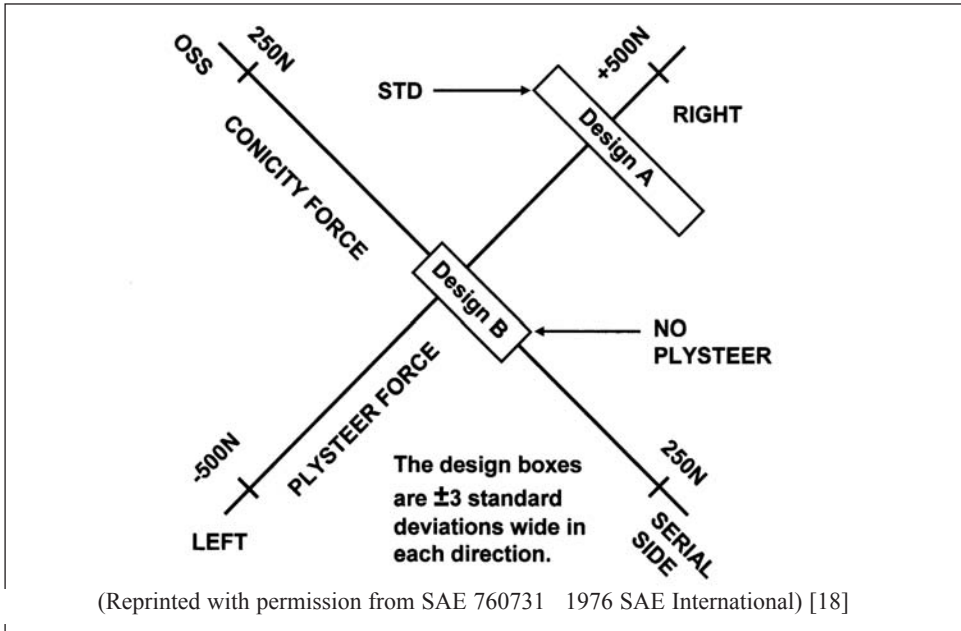 OSS
250N
+500N
STD
RIGHT
Design A
CONICITY FORCE
Design B
NO
PLYSTEER
PLYSTEER FORCE
-500N
250N
The design boxes
are ±3 standard
deviations wide in
each direction.
LEFT
SERIAL
SIDE
(Reprinted with permission from SAE 760731 1976 SAE International) [18]